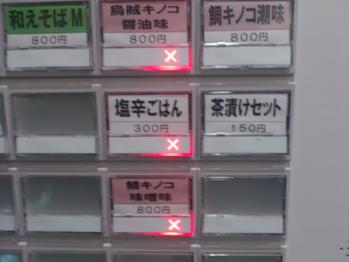 和えそば M
800円
烏賊キノコ
醤油味
800円
×
鯛キノコ潮味
800円
塩辛ごはん
300円
×
茶漬けセット
150円
鯖キノコ
味噌味
800円
×